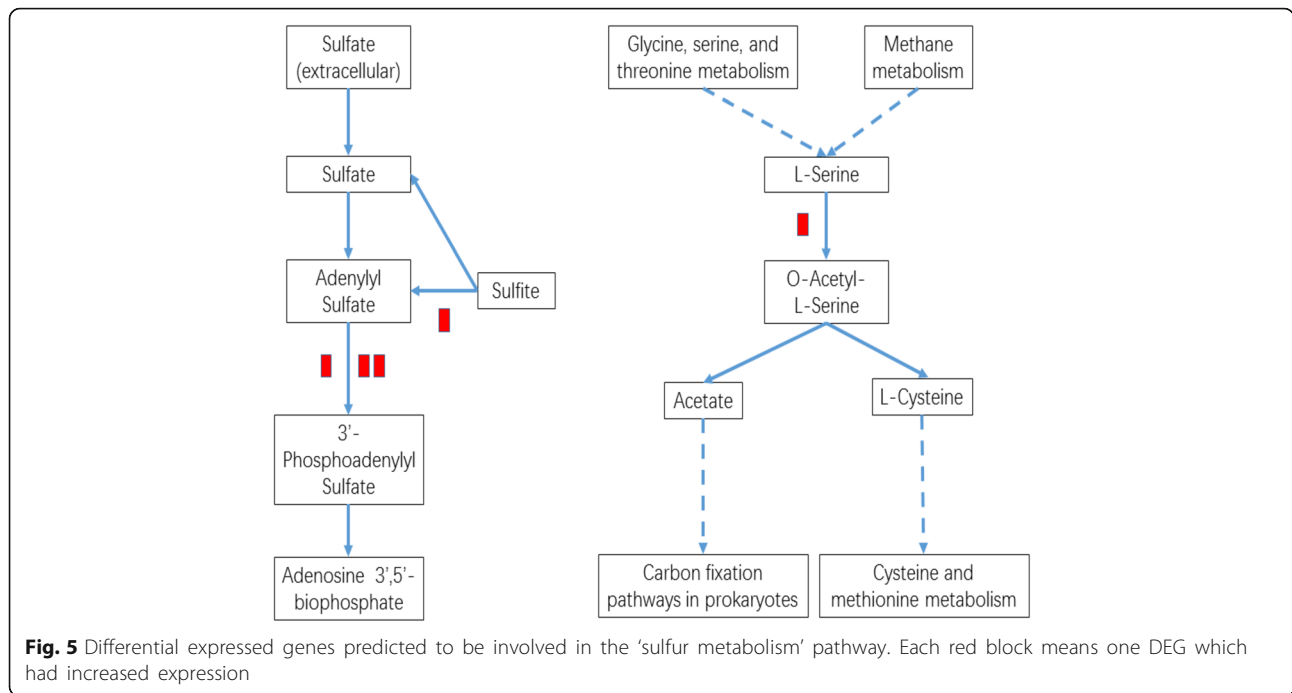 Sulfate
(extracellular)
Sulfate
Adenylyl
Sulfate
Sulfite
3'-
Phosphoadenylyl
Sulfate
Adenosine 3',5'-
biophosphate
Glycine, serine, and
threonine metabolism
Methane
metabolism
L-Serine
O-Acetyl-
L-Serine
Acetate
L-Cysteine
Carbon fixation
pathways in prokaryotes
Cysteine and
methionine metabolism
Fig. 5 Differential expressed genes predicted to be involved in the ‘sulfur metabolism’ pathway. Each red block means one DEG which
had increased expression